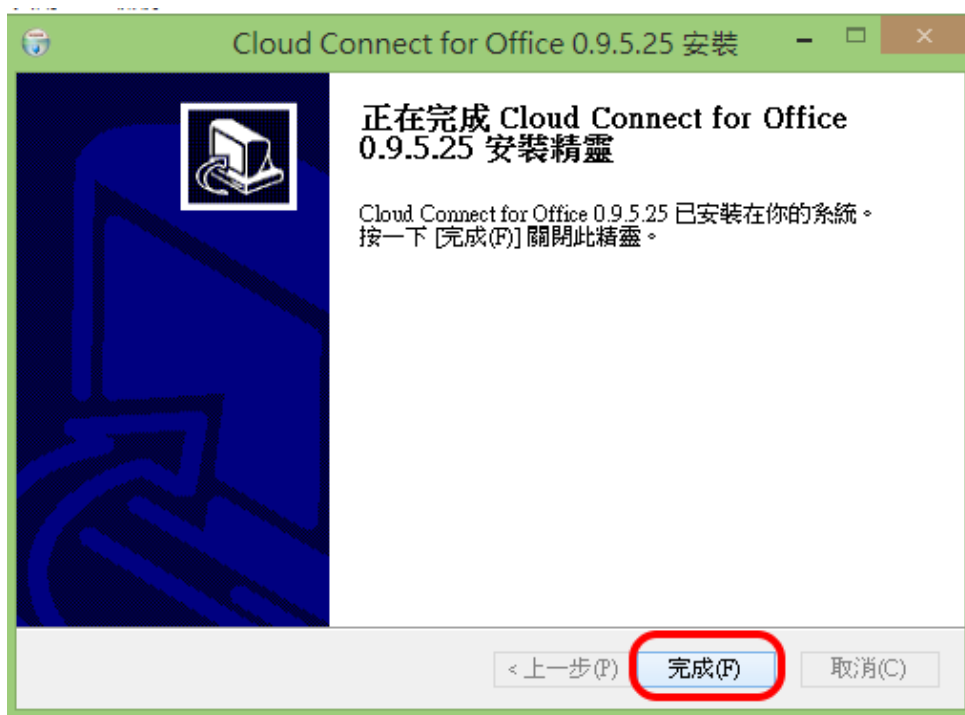 Cloud Connect for Office 0.9.5.25 安裝
正在完成 Cloud Connect for Office
0.9.5.25 安裝精靈
Cloud Connect for Office 0.9.5.25 已安裝在你的系統。
按一下 [完成(F)] 關閉此精靈。
<上一步(P)
完成(F)
取消(C)